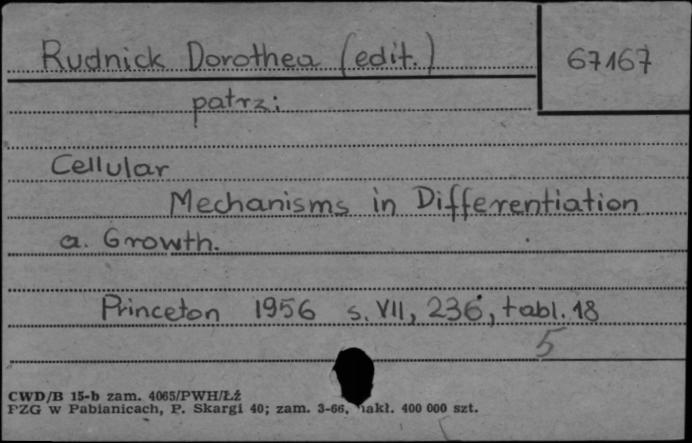 Rudnick Dorothea (edit.)
67167
patrz:
Cellular
Mechanisms in Differentiation
a. Growth.
Princeton 1956 s. VII, 236, tabl. 18
5
CWD/B 15-b zam. 4065/PWH/Łź
PZG w Pabianicach, P. Skargi 40; zam. 3-66, nakł. 400 000 szt.